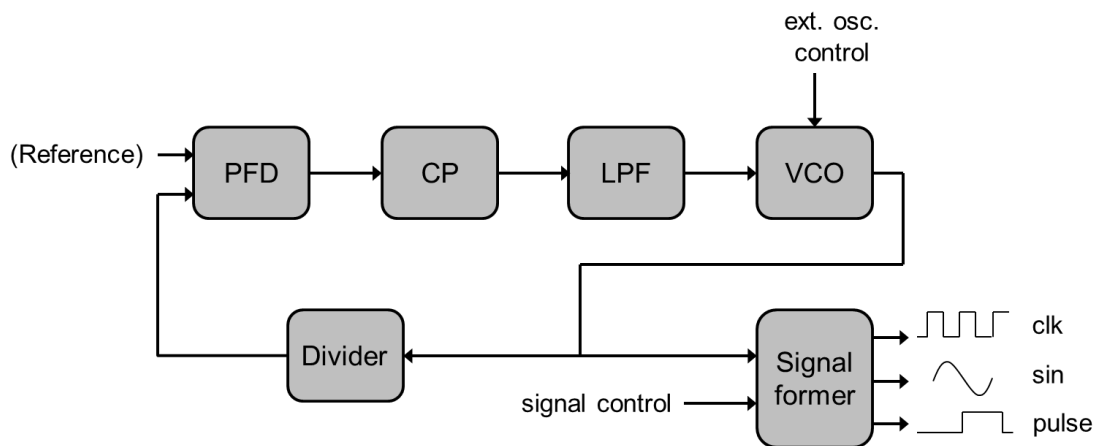 ext. osc.
control
(Reference)
PFD
CP
LPF
VCO
Divider
Signal
former
signal control
clk
sin
pulse